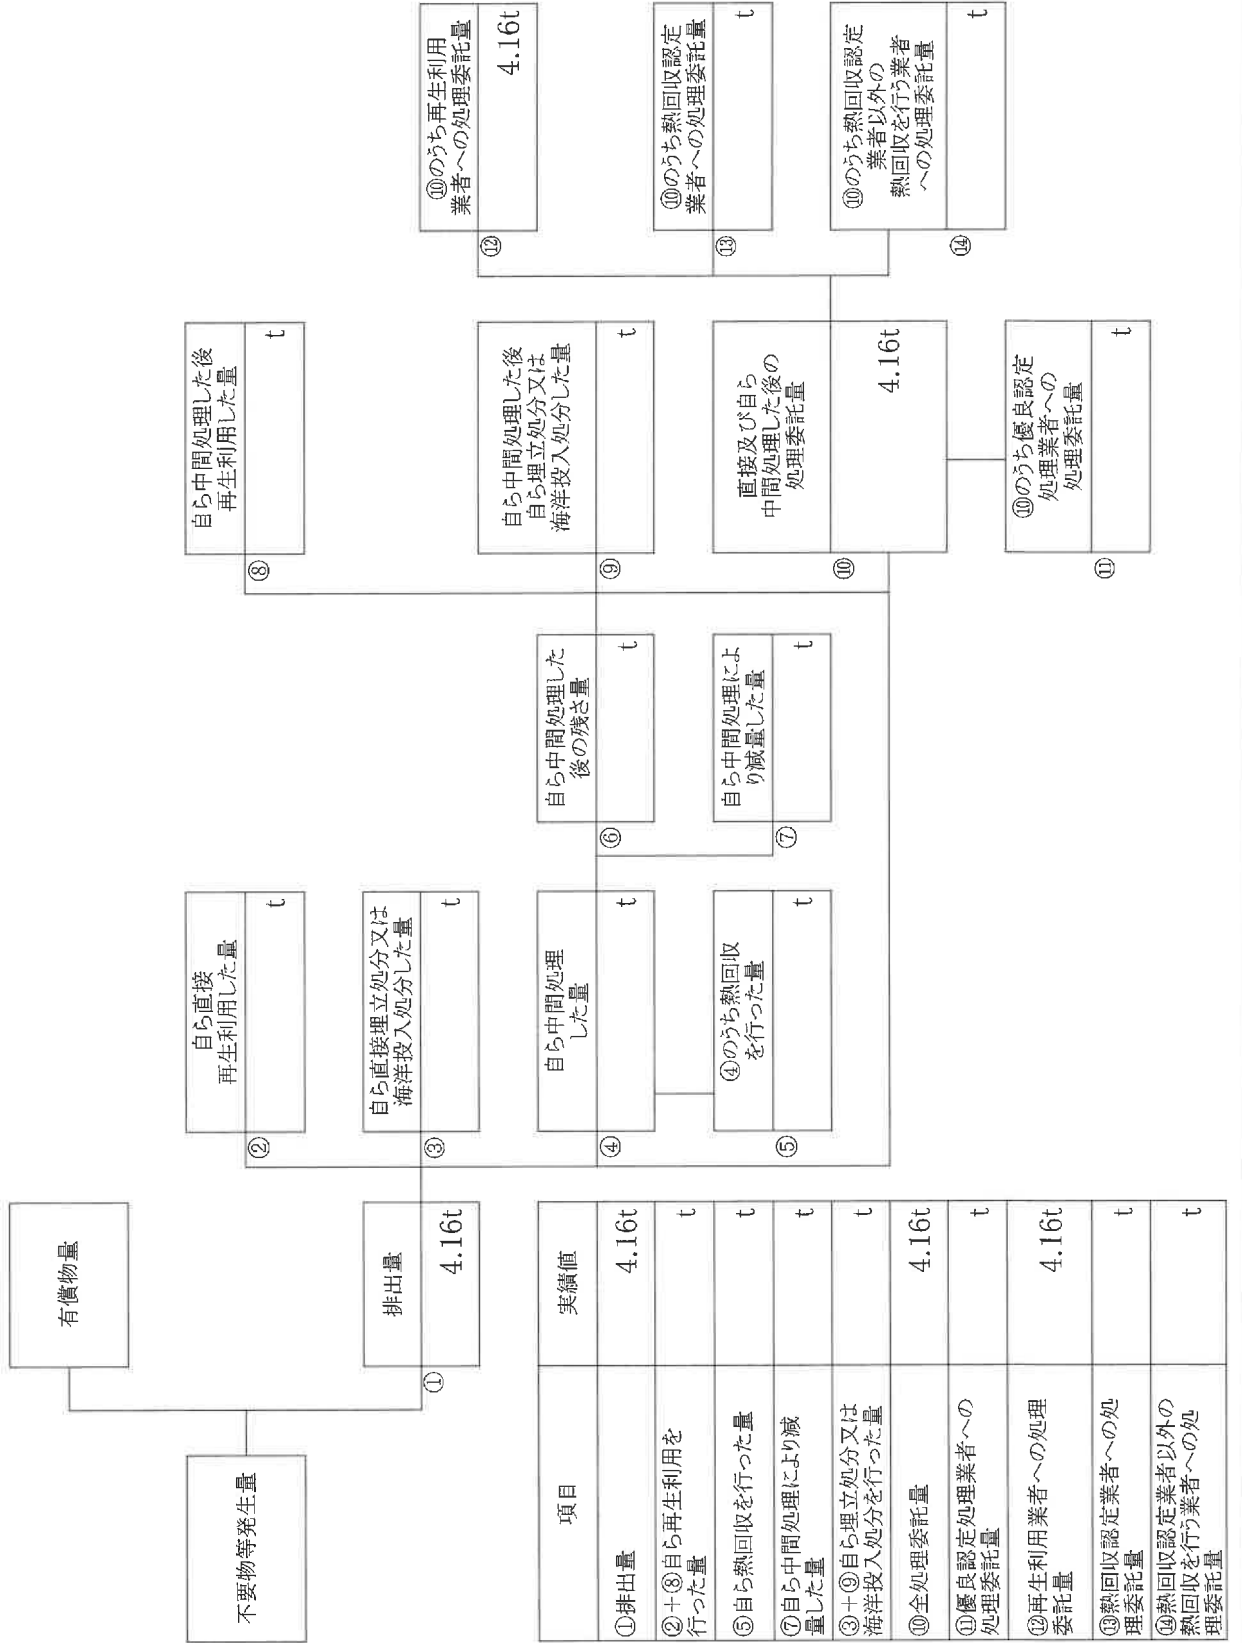 不要物等発生量
有償物量
排出量
①
4.16t
自ら直接
再生利用した量
②
t
自ら直接埋立処分又は
海洋投入処分した量
③
t
自ら中間処理
した量
④
t
④のうち熱回収
を行った量
⑤
t
自ら中間処理した
後の残さ量
⑥
t
自ら中間処理によ
り減量した量
⑦
t
自ら中間処理した後
再生利用した量
⑧
t
自ら中間処理した後
自ら埋立処分又は
海洋投入処分した量
⑨
t
直接及び自ら
中間処理した後の
処理委託量
⑩
4.16t
⑩のうち優良認定
処理業者への
処理委託量
⑪
t
⑩のうち再生利用
業者への処理委託量
⑫
4.16t
⑩のうち熱回収認定
業者への処理委託量
⑬
t
⑩のうち熱回収認定
業者以外の
熱回収を行う業者
への処理委託量
⑭
t
項目 実績値
①排出量 4.16t
②+⑧自ら再生利用を
行った量 t
⑤自ら熱回収を行った量 t
⑦自ら中間処理により減
量した量 t
③+⑨自ら埋立処分又は
海洋投入処分を行った量 t
⑩全処理委託量 4.16t
⑪優良認定処理業者への
処理委託量 t
⑫再生利用業者への処理
委託量 4.16t
⑬熱回収認定業者への処
理委託量 t
⑭熱回収認定業者以外の
熱回収を行う業者への処
理委託量 t